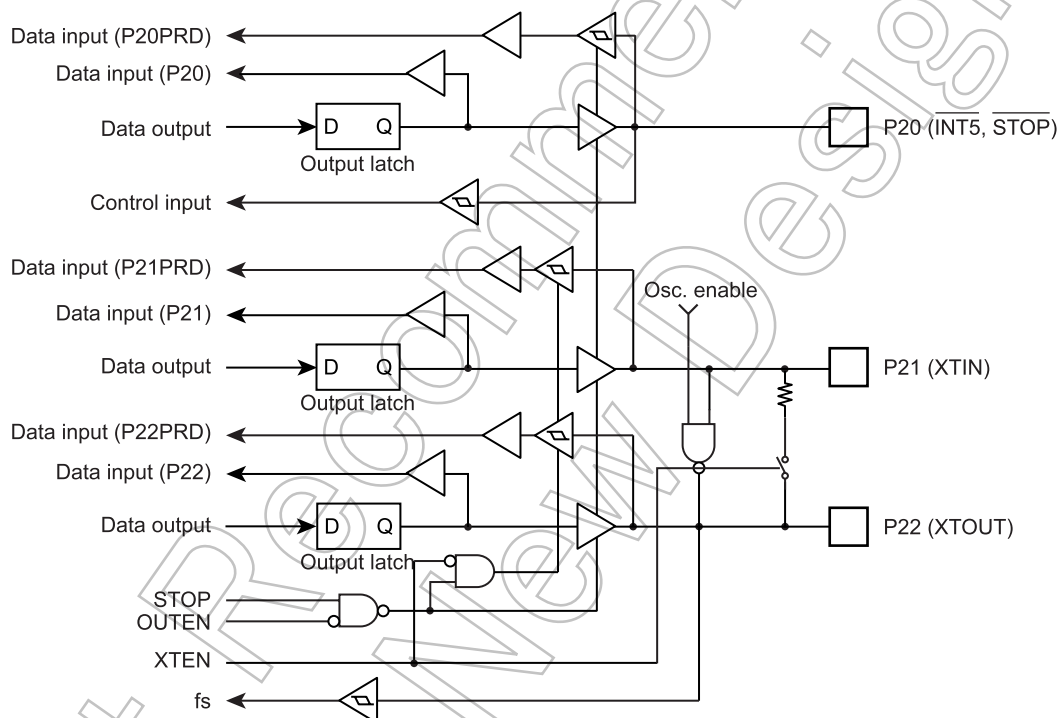 Data input (P20PRD)
Data input (P20)
Data output
D Q
Output latch
P20 (INT5, STOP)
Control input
Data input (P21PRD)
Osc. enable
Data input (P21)
Data output
D Q
Output latch
P21 (XTIN)
Data input (P22PRD)
Data input (P22)
Data output
D Q
Output latch
P22 (XTOUT)
STOP
OUTEN
XTEN
fs